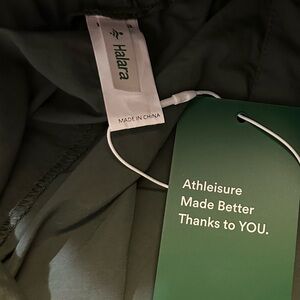 Halara
MADE IN CHINA
Athleisure
Made Better
Thanks to YOU.